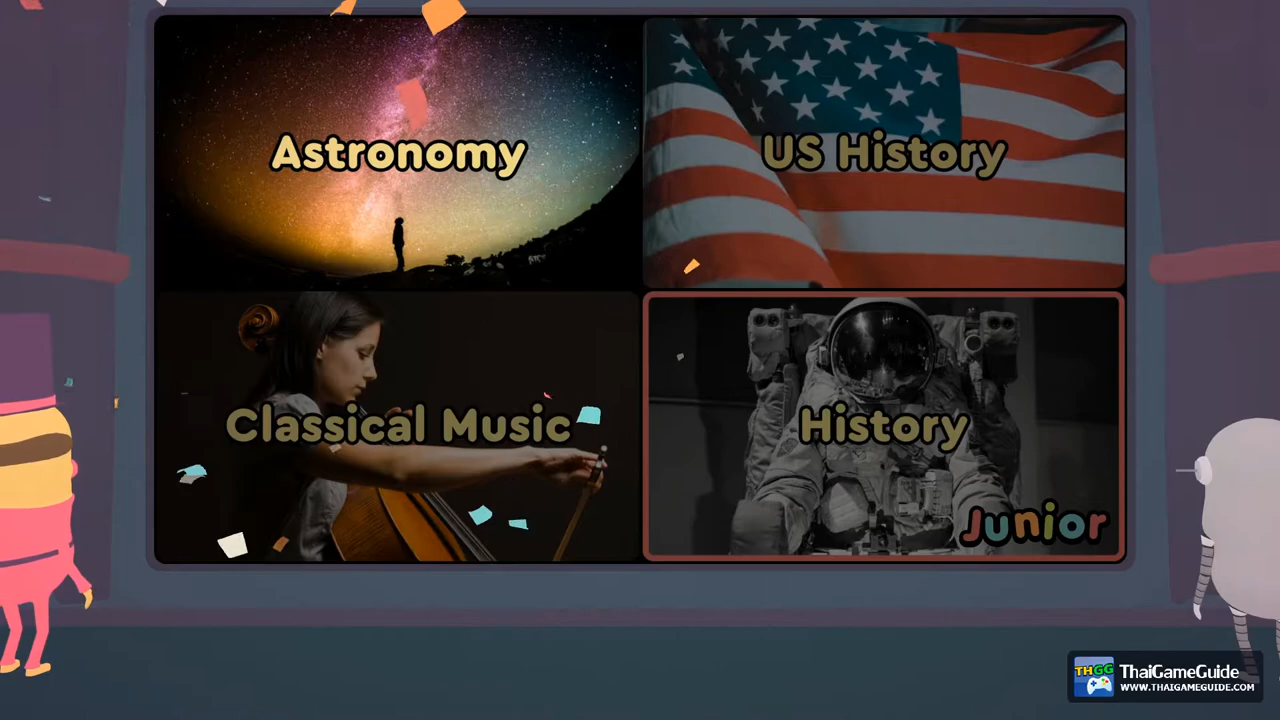 Astronomy
US History
Classical Music
History
Junior
THGG
ThaiGameGuide
WWW.THAIGAMEGUIDE.COM